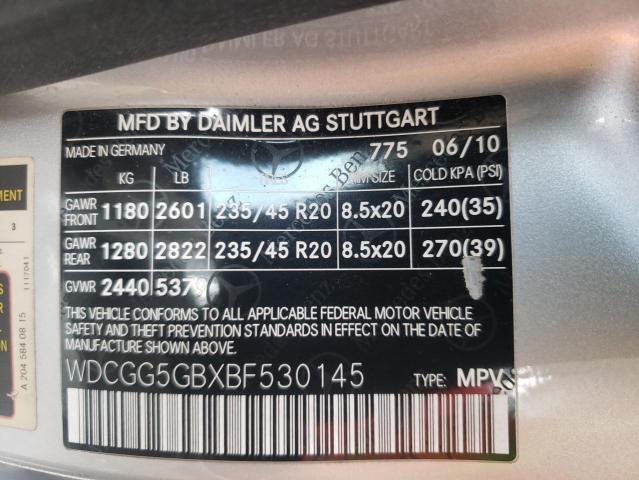 MFD BY DAIMLER AG STUTTGART
MADE IN GERMANY 775 06/10
KG LB COLD KPA (PSI)
GAWR FRONT 1180 2601 235/45 R20 8.5x20 240(35)
GAWR REAR 1280 2822 235/45 R20 8.5x20 270(39)
GVWR 2440 537
THIS VEHICLE CONFORMS TO ALL APPLICABLE FEDERAL MOTOR VEHICLE
SAFETY AND THEFT PREVENTION STANDARDS IN EFFECT ON THE DATE OF
MANUFACTURE SHOWN ABOVE.
WDCGG5GBXBF530145 TYPE: MPV
A 204 584 08 15
1117041
3